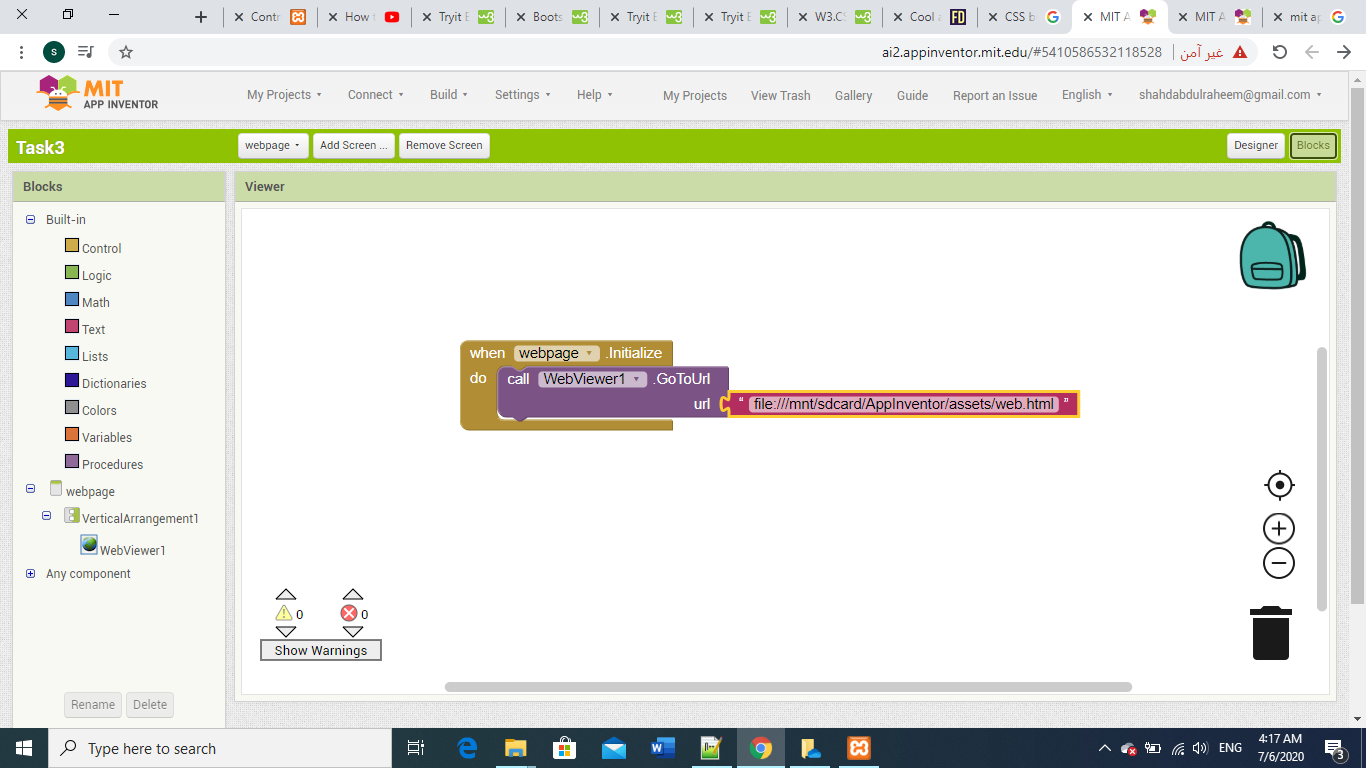 Contr
How t
Tryit E
Boots
Tryit E
Tryit E
W3.CS
Cool a
CSS b
MIT A
MIT A
mit ap
S
ai2.appinventor.mit.edu/#5410586532118528
غير آمن
MIT
APP INVENTOR
My Projects
Connect
Build
Settings
Help
My Projects
View Trash
Gallery
Guide
Report an Issue
English
shahdabdulraheem@gmail.com
Task3
webpage
Add Screen ...
Remove Screen
Designer
Blocks
Blocks
Viewer
Built-in
Control
Logic
Math
Text
Lists
Dictionaries
Colors
Variables
Procedures
webpage
VerticalArrangement1
WebViewer1
Any component
Rename
Delete
when webpage .Initialize
do call WebViewer1 .GoToUrl
url “ file:///mnt/sdcard/AppInventor/assets/web.html ”
0
0
Show Warnings
Type here to search
ENG
4:17 AM
7/6/2020
3